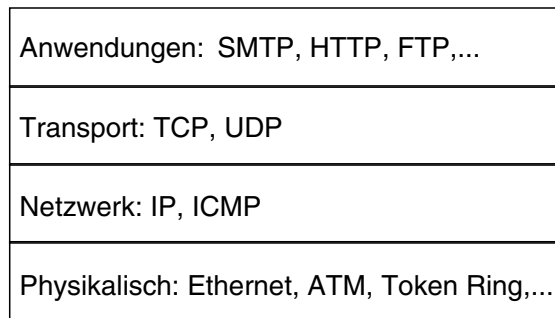 Anwendungen: SMTP, HTTP, FTP,...
Transport: TCP, UDP
Netzwerk: IP, ICMP
Physikalisch: Ethernet, ATM, Token Ring,...